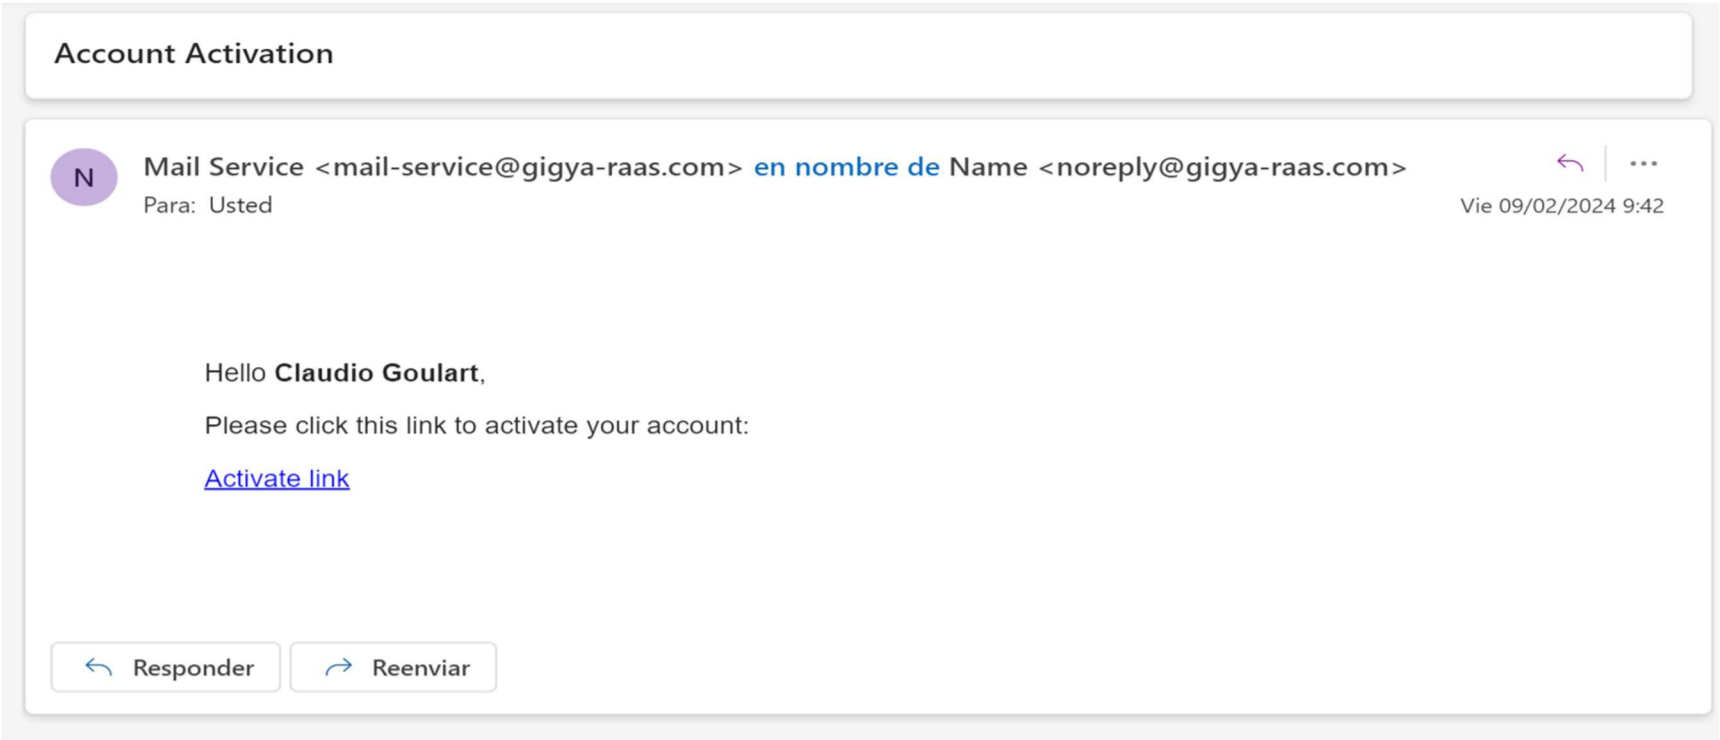 Account Activation
N
Mail Service <mail-service@gigya-raas.com> en nombre de Name <noreply@gigya-raas.com>
Para: Usted
Vie 09/02/2024 9:42
Hello Claudio Goulart,
Please click this link to activate your account:
Activate link
Responder
Reenviar